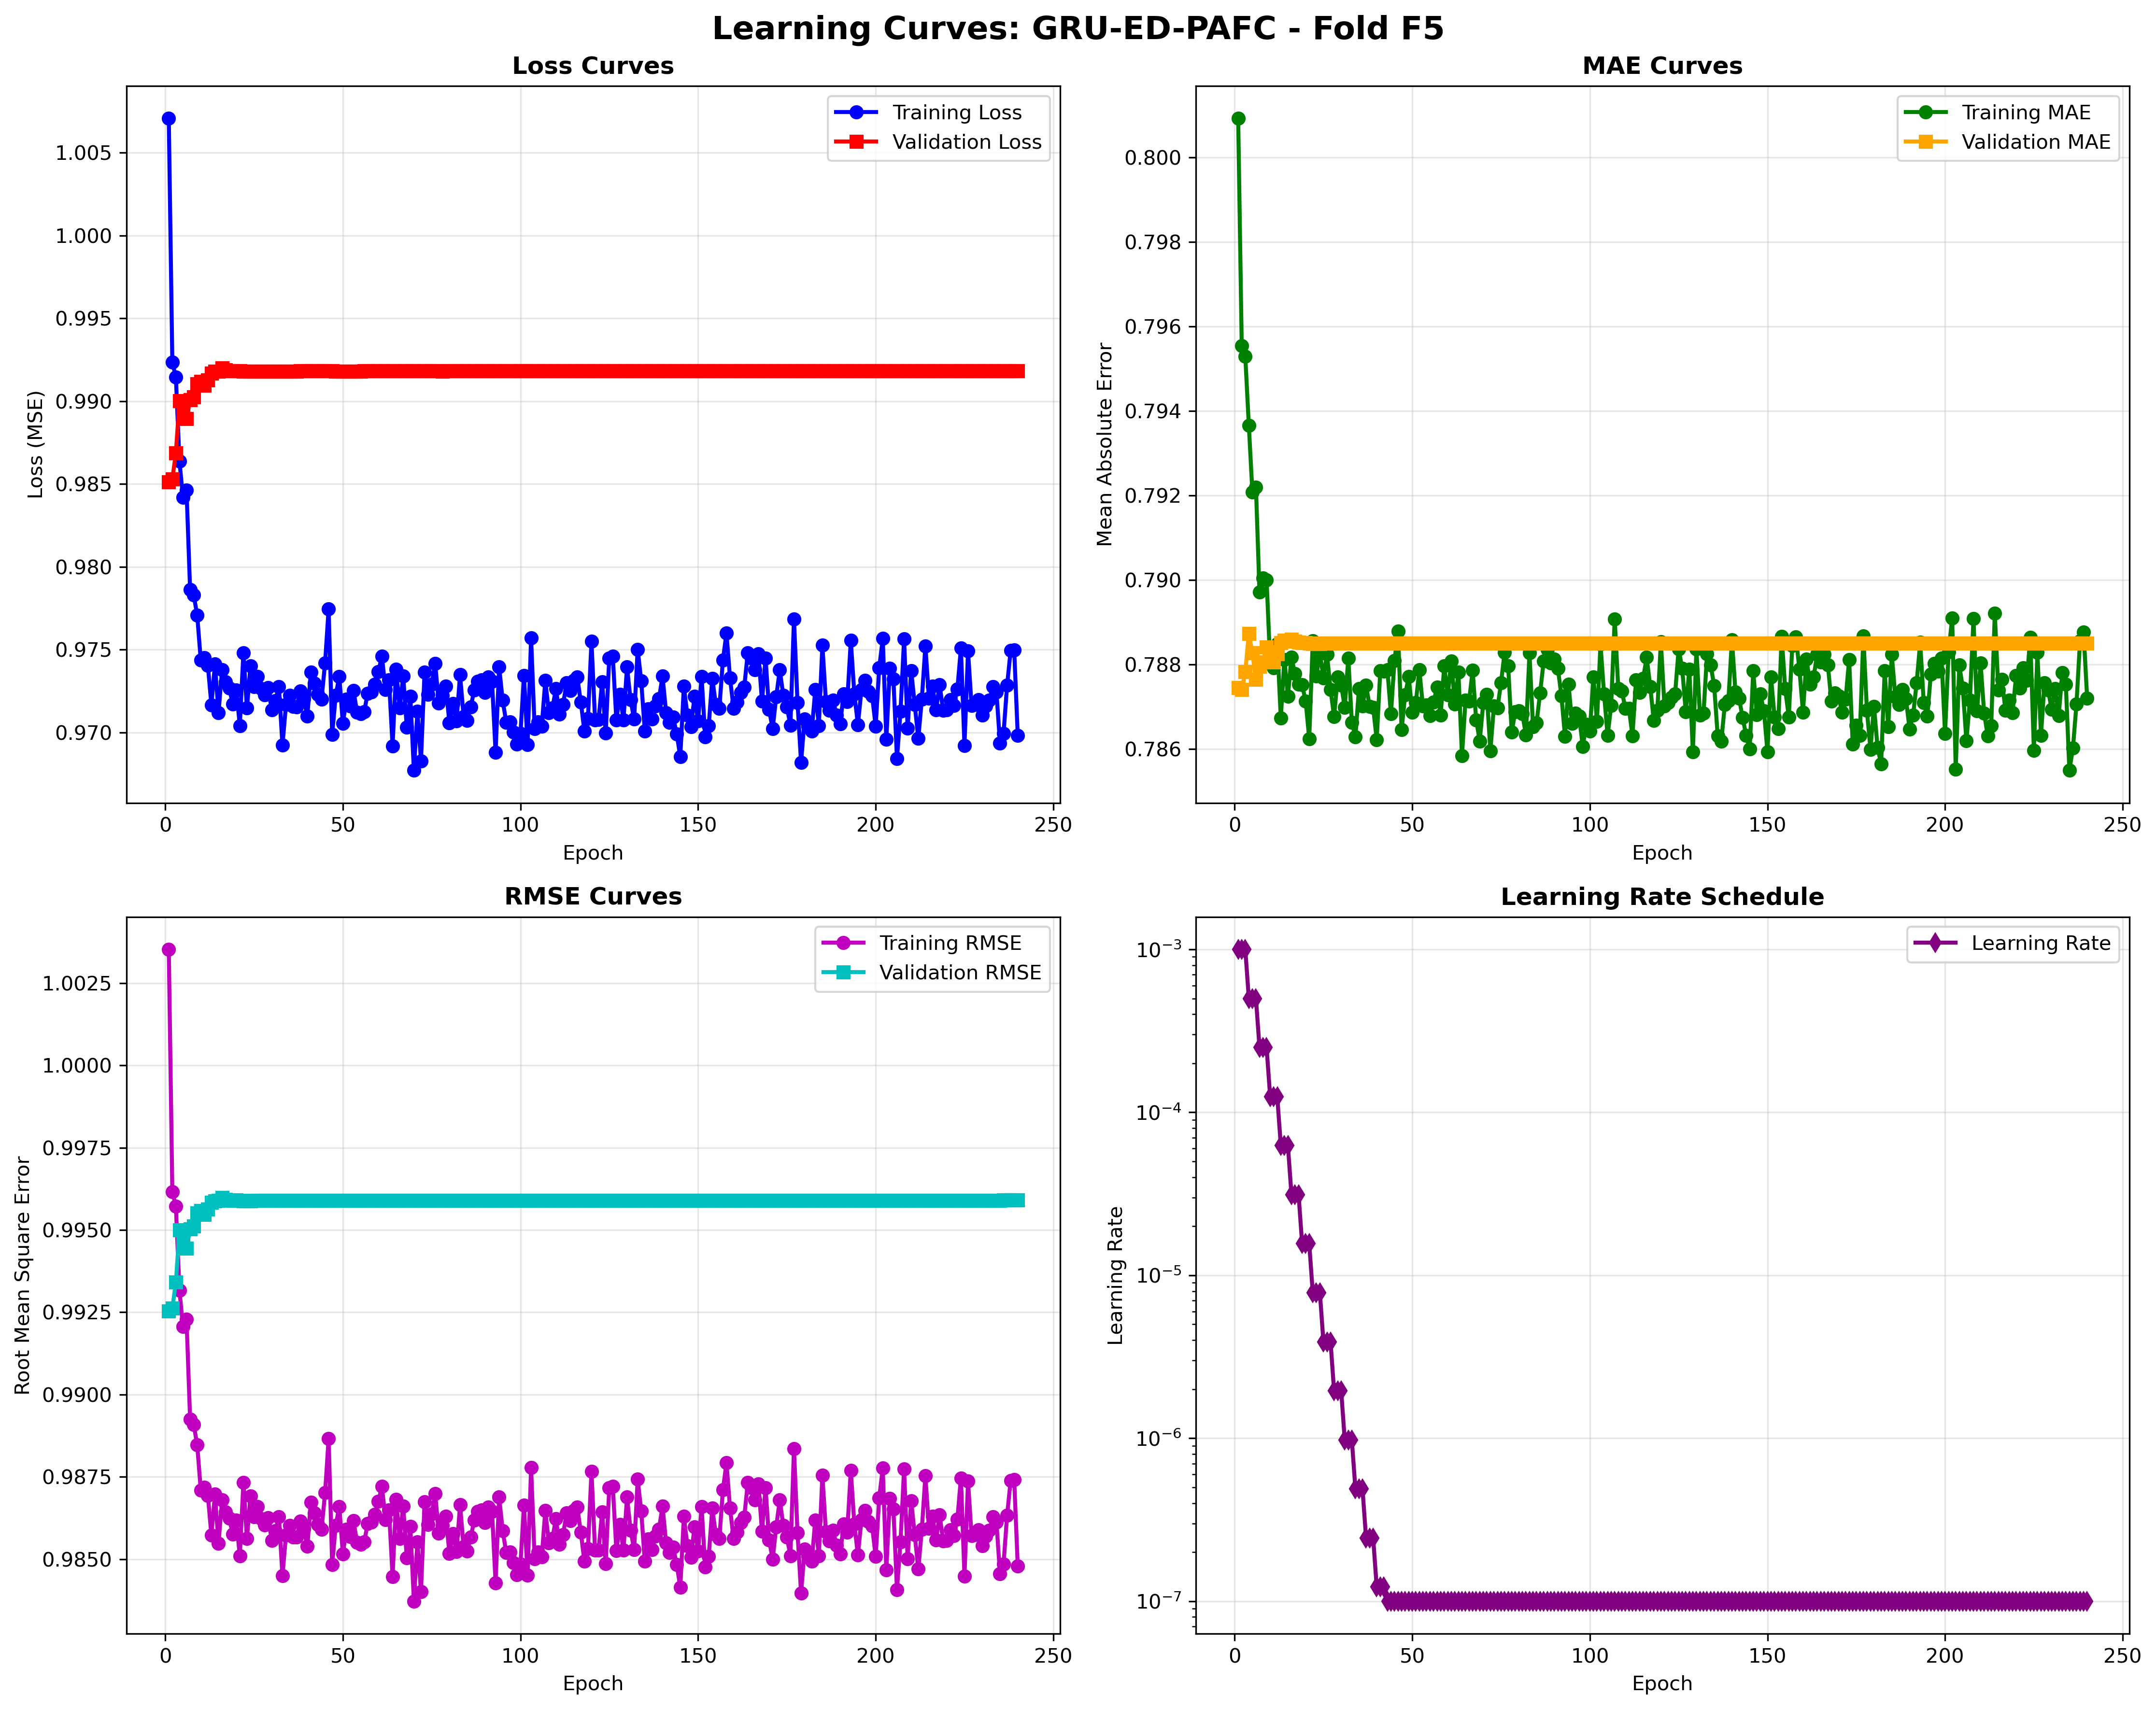 Learning Curves: GRU-ED-PAFC - Fold F5
Loss Curves
Training Loss
Validation Loss
1.005
1.000
0.995
0.990
0.985
0.980
0.975
0.970
Loss (MSE)
0
50
100
150
200
250
Epoch
MAE Curves
Training MAE
Validation MAE
0.800
0.798
0.796
0.794
0.792
0.790
0.788
0.786
Mean Absolute Error
0
50
100
150
200
250
Epoch
RMSE Curves
Training RMSE
Validation RMSE
1.0025
1.0000
0.9975
0.9950
0.9925
0.9900
0.9875
0.9850
Root Mean Square Error
0
50
100
150
200
250
Epoch
Learning Rate Schedule
Learning Rate
10⁻³
10⁻⁴
10⁻⁵
10⁻⁶
10⁻⁷
Learning Rate
0
50
100
150
200
250
Epoch